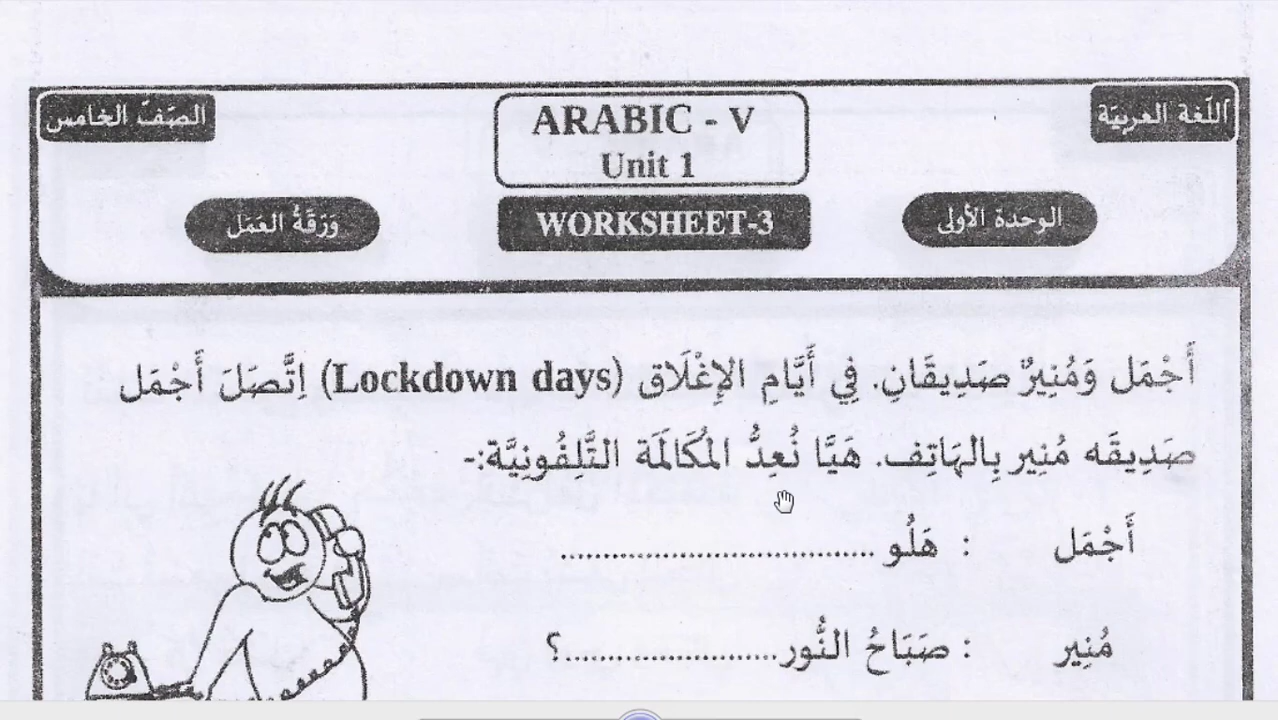 اَللّغة العربيّة
ARABIC - V
الصّفّ الخامس
Unit 1
الوحدة الأولى
WORKSHEET-3
وَرَقَةُ العَمَل
أَجْمَل وَمُنِيرٌ صَدِيقَانِ. فِي أَيَّامِ الإِغْلَاق (Lockdown days) اِتَّصَلَ أَجْمَل
صَدِيقَه مُنِير بِالهَاتِف. هَيَّا نُعِدُّ المُكَالَمَة التَّلِفُونِيَّة:-
أَجْمَل : هَلُو ......................................
مُنِير : صَبَاحُ النُّور..........................؟